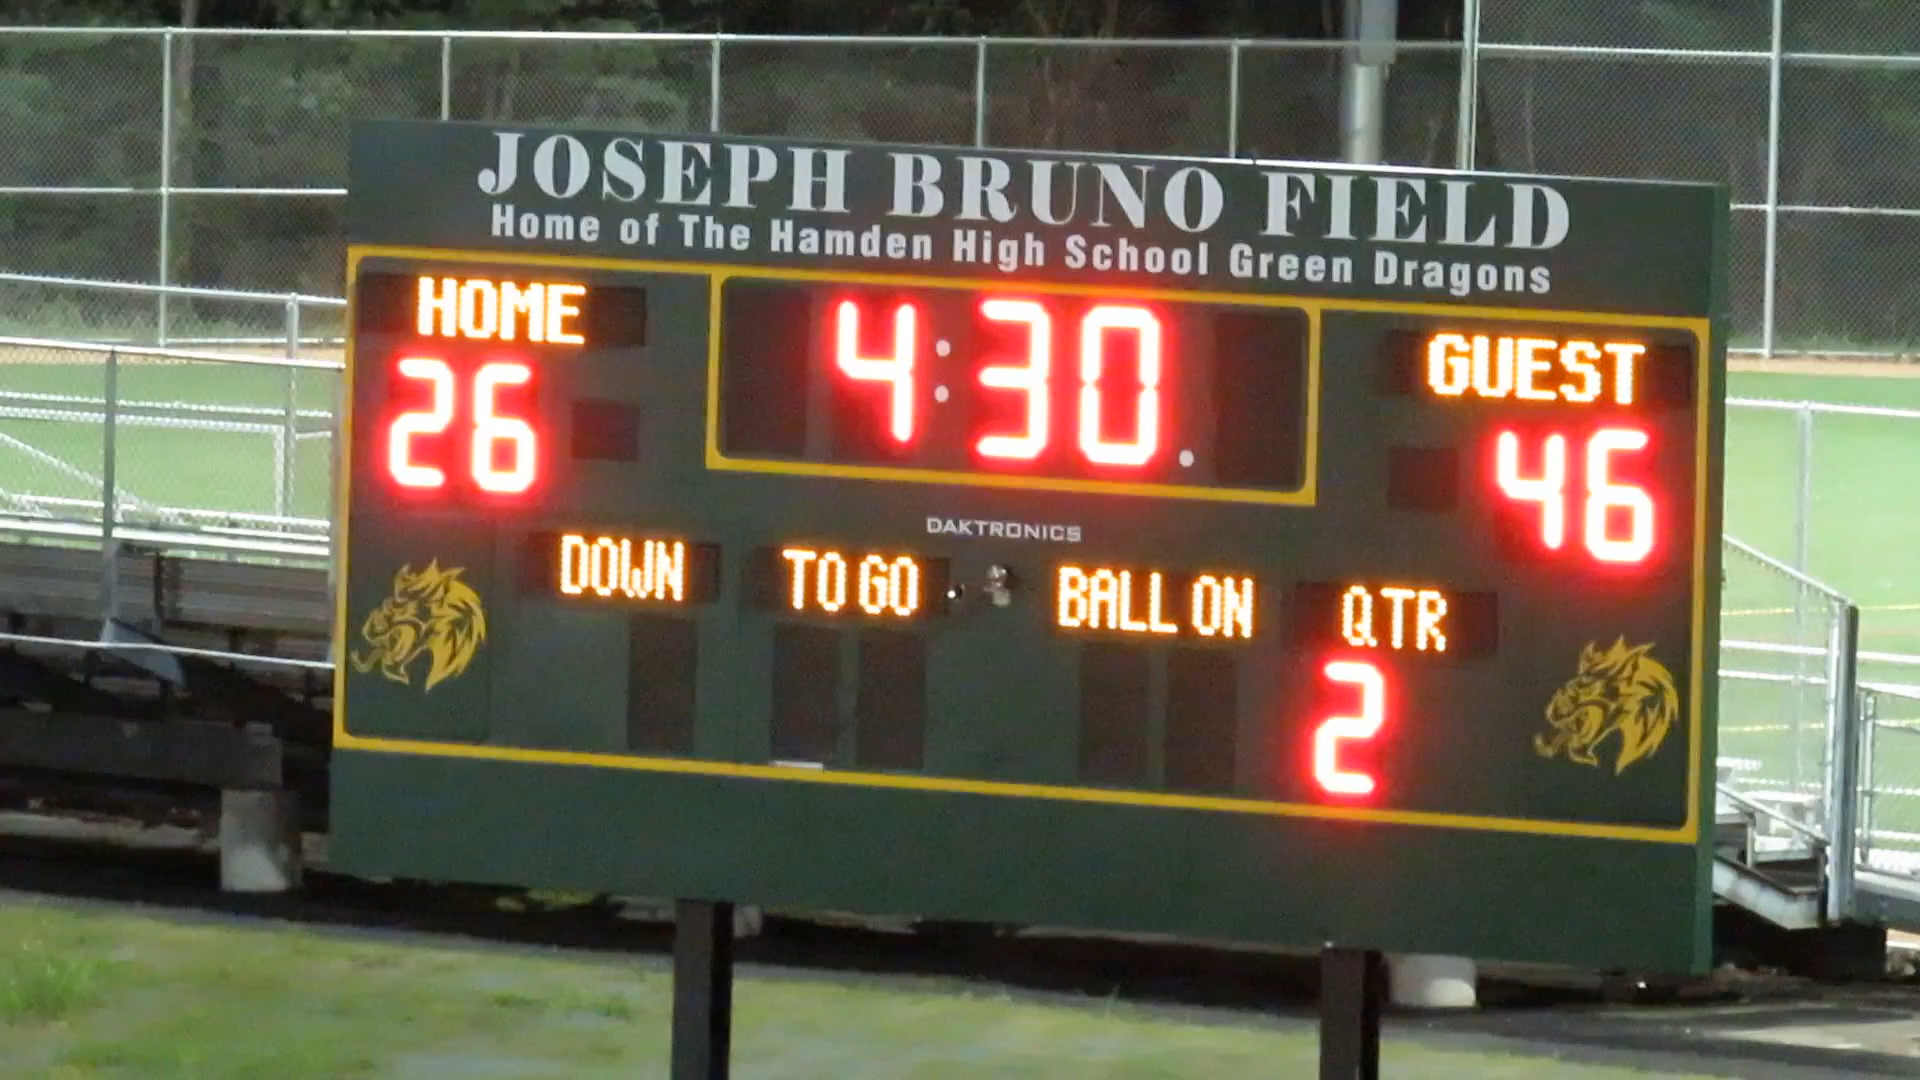 JOSEPH BRUNO FIELD
Home of The Hamden High School Green Dragons
HOME
4:30
GUEST
26
46
DAKTRONICS
DOWN
TO GO
BALL ON
QTR
2